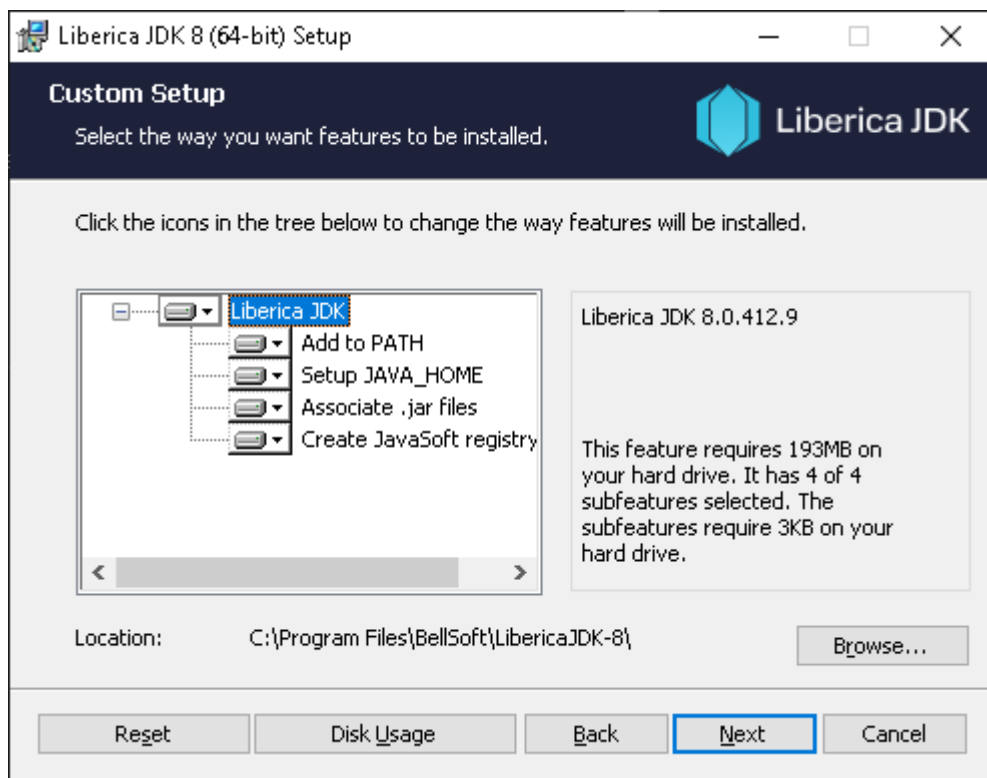 Liberica JDK 8 (64-bit) Setup
Custom Setup
Select the way you want features to be installed.
Liberica JDK
Click the icons in the tree below to change the way features will be installed.
Liberica JDK
Add to PATH
Setup JAVA_HOME
Associate .jar files
Create JavaSoft registry
Liberica JDK 8.0.412.9
This feature requires 193MB on
your hard drive. It has 4 of 4
subfeatures selected. The
subfeatures require 3KB on your
hard drive.
Location: C:\Program Files\BellSoft\LibericaJDK-8\
Browse...
Reset Disk Usage Back Next Cancel